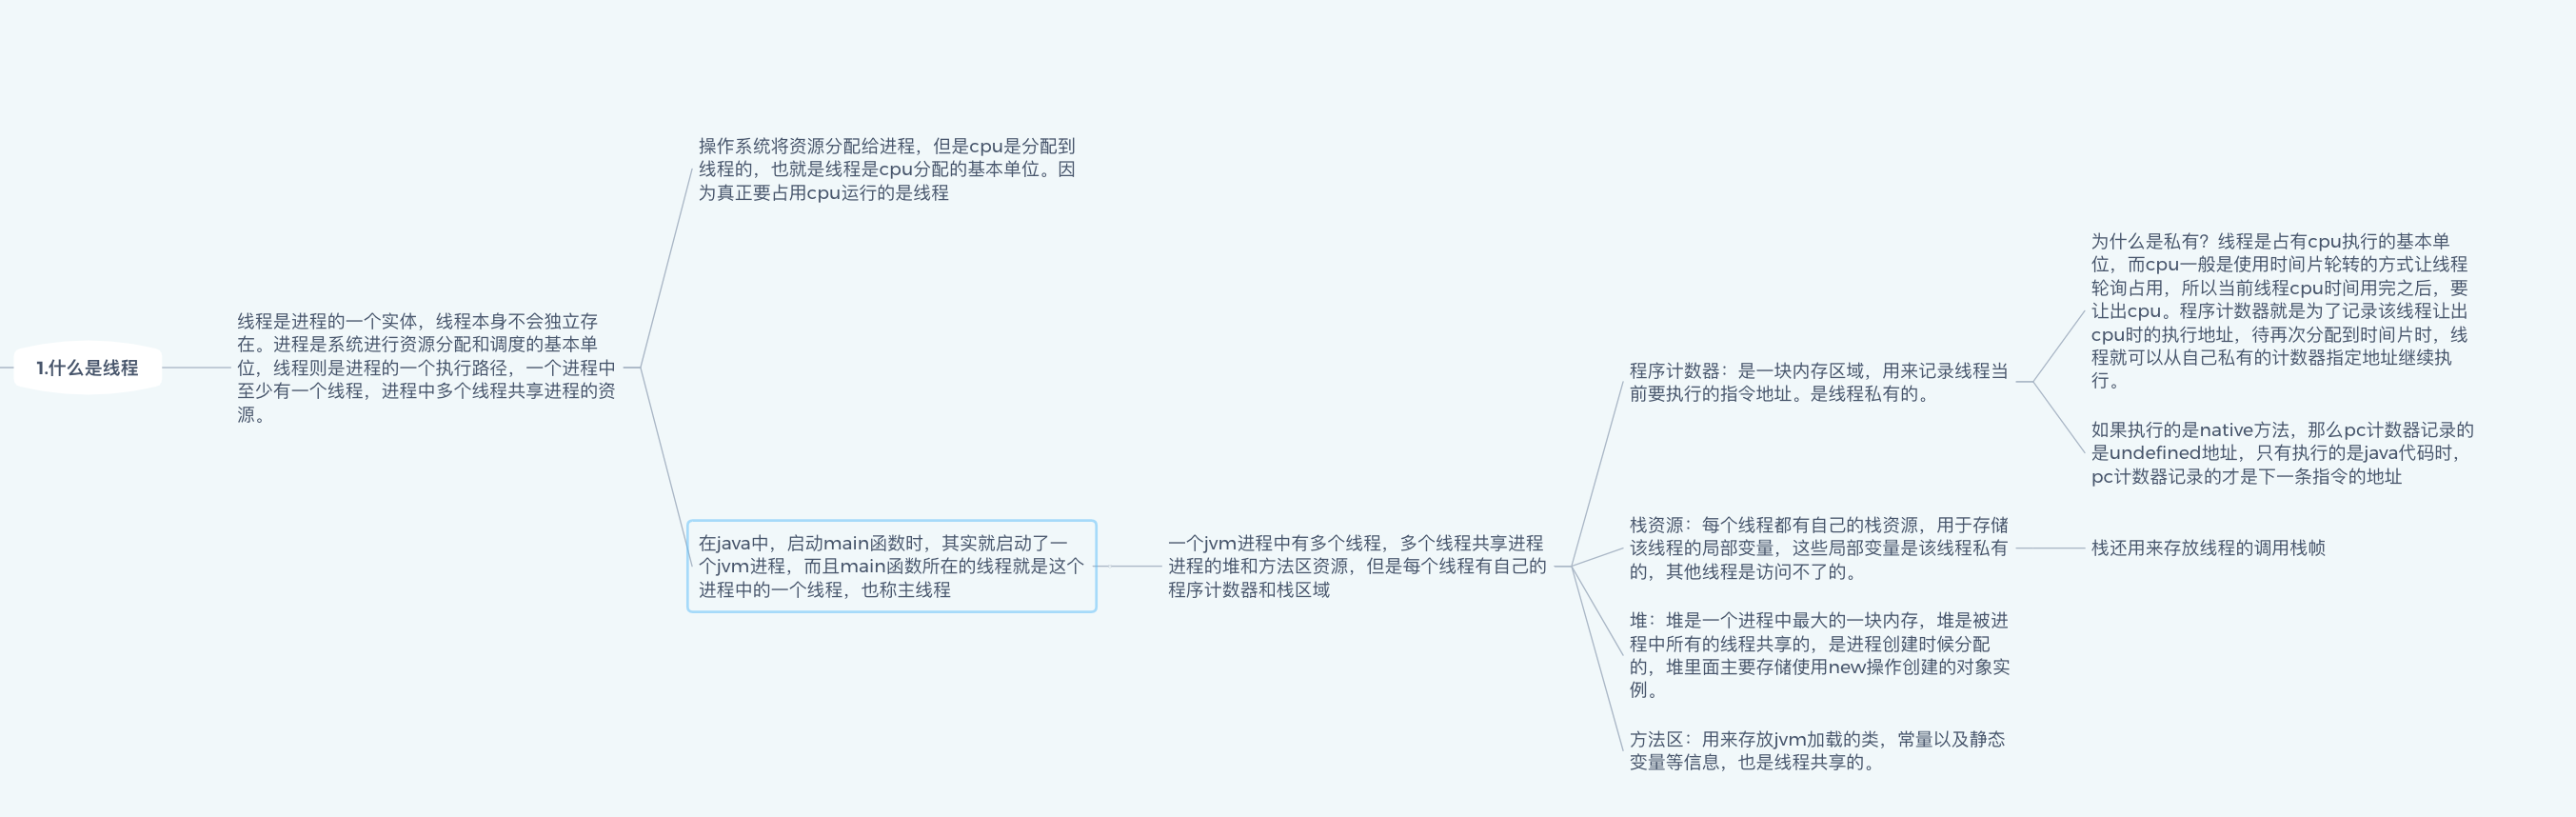 1.什么是线程
线程是进程的一个实体，线程本身不会独立存
在。进程是系统进行资源分配和调度的基本单
位，线程则是进程的一个执行路径，一个进程中
至少有一个线程，进程中多个线程共享进程的资
源。
操作系统将资源分配给进程，但是cpu是分配到
线程的，也就是线程是cpu分配的基本单位。因
为真正要占用cpu运行的是线程
在java中，启动main函数时，其实就启动了一
个jvm进程，而且main函数所在的线程就是这个
进程中的一个线程，也称主线程
一个jvm进程中有多个线程，多个线程共享进程
进程的堆和方法区资源，但是每个线程有自己的
程序计数器和栈区域
程序计数器：是一块内存区域，用来记录线程当
前要执行的指令地址。是线程私有的。
为什么是私有？线程是占有cpu执行的基本单
位，而cpu一般是使用时间片轮转的方式让线程
轮询占用，所以当前线程cpu时间用完之后，要
让出cpu。程序计数器就是为了记录该线程让出
cpu时的执行地址，待再次分配到时间片时，线
程就可以从自己私有的计数器指定地址继续执
行。
如果执行的是native方法，那么pc计数器记录的
是undefined地址，只有执行的是java代码时，
pc计数器记录的才是下一条指令的地址
栈资源：每个线程都有自己的栈资源，用于存储
该线程的局部变量，这些局部变量是该线程私有
的，其他线程是访问不了的。
栈还用来存放线程的调用栈帧
堆：堆是一个进程中最大的一块内存，堆是被进
程中所有的线程共享的，是进程创建时候分配
的，堆里面主要存储使用new操作创建的对象实
例。
方法区：用来存放jvm加载的类，常量以及静态
变量等信息，也是线程共享的。